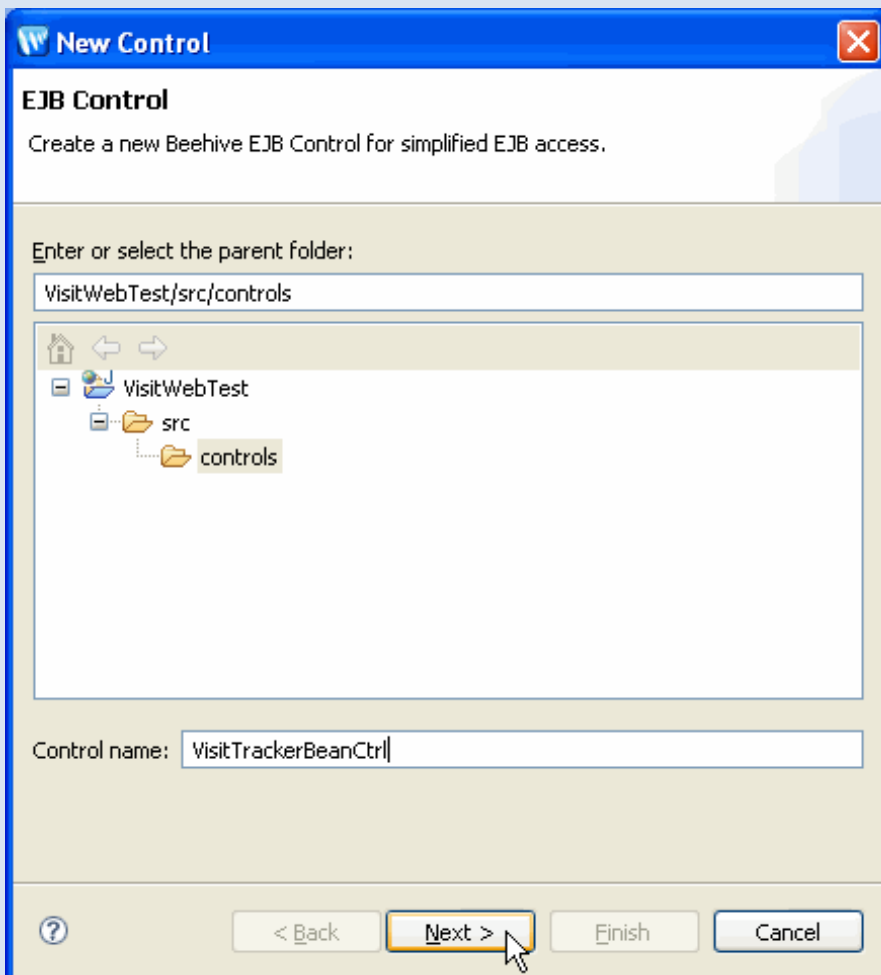 New Control
EJB Control
Create a new Beehive EJB Control for simplified EJB access.
Enter or select the parent folder:
VisitWebTest/src/controls
VisitWebTest
src
controls
Control name: VisitTrackerBeanCtrl
< Back Next > Finish Cancel